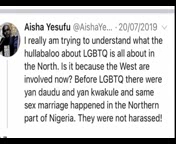 Aisha Yesufu @AishaYe... · 20/07/2019
I really am trying to understand what the
hullabaloo about LGBTQ is all about in
the North. Is it because the West are
involved now? Before LGBTQ there were
yan daudu and yan kwakule and same
sex marriage happened in the Northern
part of Nigeria. They were not harassed!